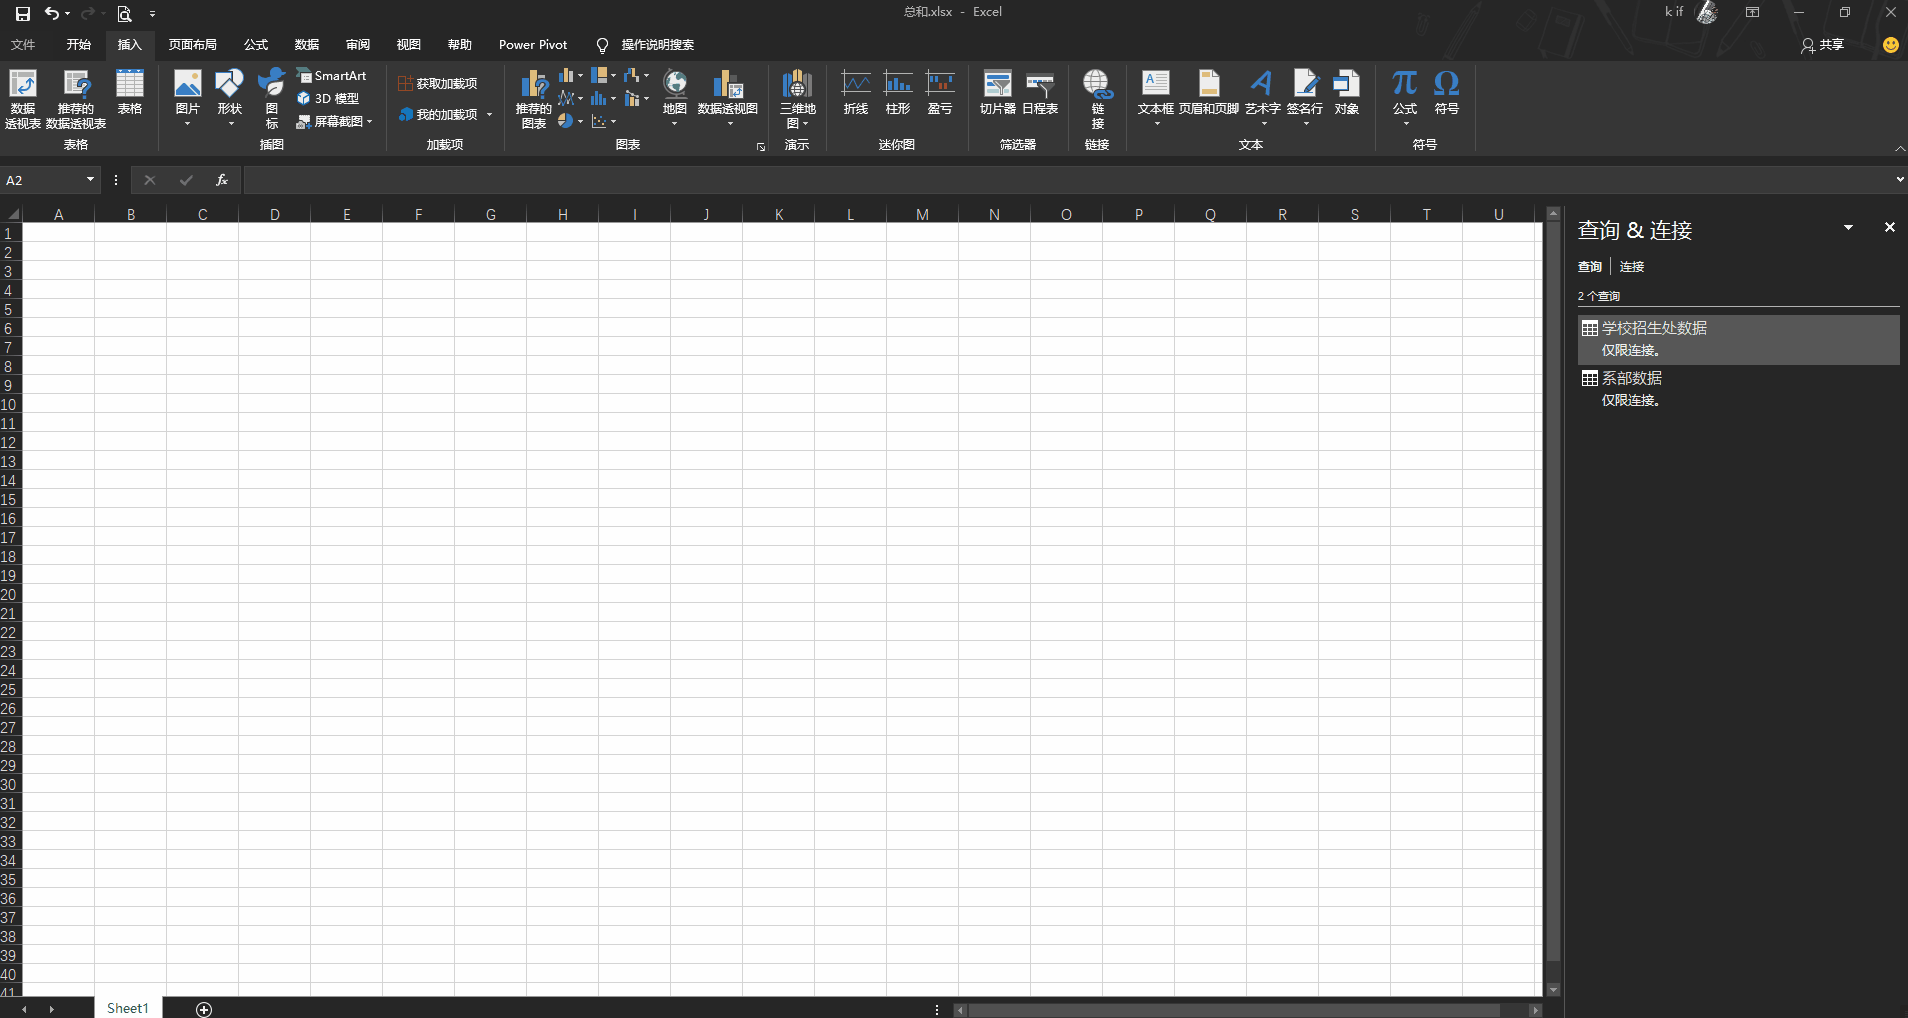 总和.xlsx - Excel
k if
文件 开始 插入 页面布局 公式 数据 审阅 视图 帮助 Power Pivot 操作说明搜索 共享
数据透视表 推荐的数据透视表 表格
表格
图片 形状 图标 SmartArt 3D 模型 屏幕截图
插图
获取加载项 我的加载项
加载项
推荐的图表 地图 数据透视图
图表
三维地图
演示
折线 柱形 盈亏
迷你图
切片器 日程表
筛选器
链接
链接
文本框 页眉和页脚 艺术字 签名行 对象
文本
公式 符号
符号
A2
fx
A B C D E F G H I J K L M N O P Q R S T U
1
2
3
4
5
6
7
8
9
10
11
12
13
14
15
16
17
18
19
20
21
22
23
24
25
26
27
28
29
30
31
32
33
34
35
36
37
38
39
40
41
Sheet1
查询 & 连接
查询 连接
2 个查询
学校招生处数据
仅限连接。
系部数据
仅限连接。